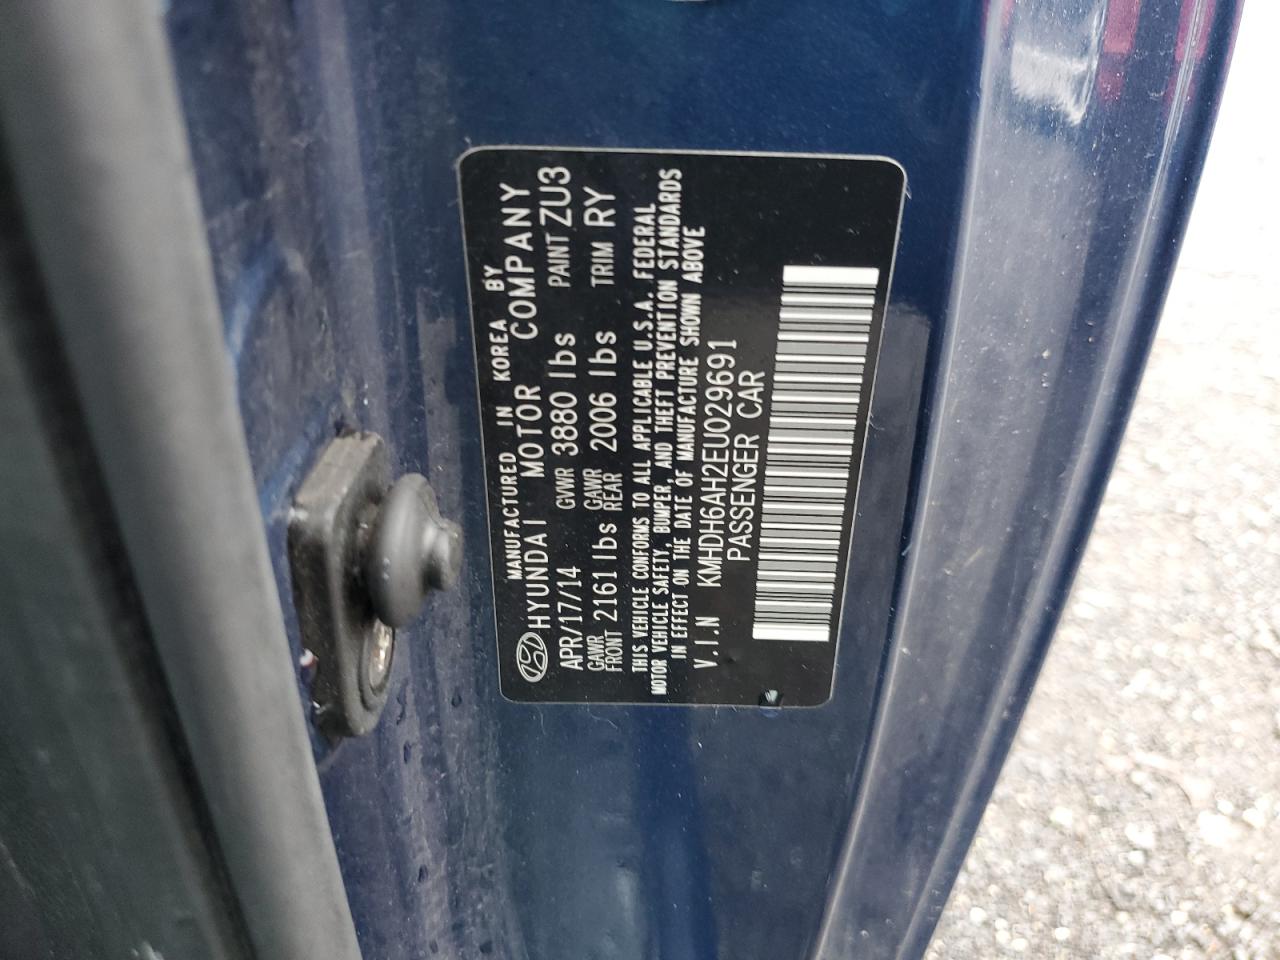 MANUFACTURED IN KOREA BY
HYUNDAI MOTOR COMPANY
APR/17/14 GVWR 3880 lbs PAINT ZU3
GAWR FRONT 2161 lbs GAWR REAR 2006 lbs TRIM RY
THIS VEHICLE CONFORMS TO ALL APPLICABLE U.S.A. FEDERAL
MOTOR VEHICLE SAFETY, BUMPER, AND THEFT PREVENTION STANDARDS
IN EFFECT ON THE DATE OF MANUFACTURE SHOWN ABOVE
V.I.N KMHDH6AH2EU029691
PASSENGER CAR